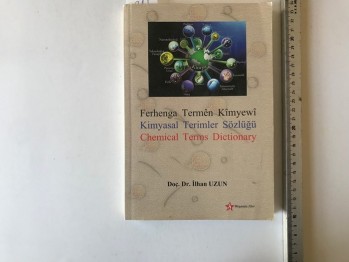 Ferhenga Termên Kîmyewî
Kimyasal Terimler Sözlüğü
Chemical Terms Dictionary
Doç. Dr. İlhan UZUN